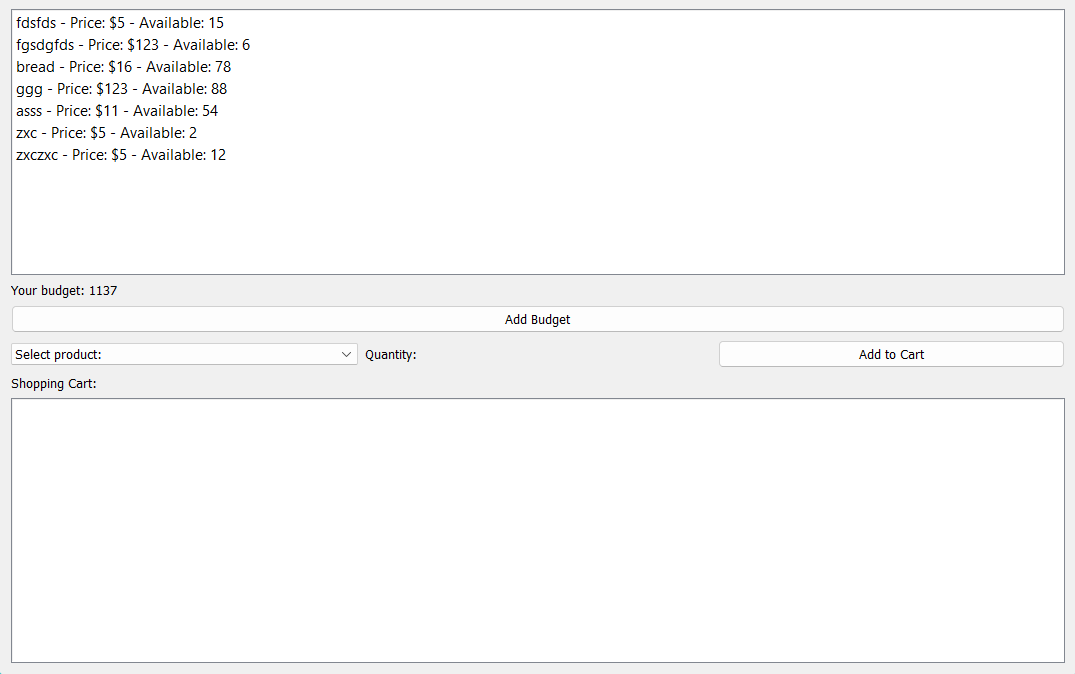 fdsfds - Price: $5 - Available: 15
fgsdgfds - Price: $123 - Available: 6
bread - Price: $16 - Available: 78
ggg - Price: $123 - Available: 88
asss - Price: $11 - Available: 54
zxc - Price: $5 - Available: 2
zxczxc - Price: $5 - Available: 12
Your budget: 1137
Add Budget
Select product: Quantity: Add to Cart
Shopping Cart: